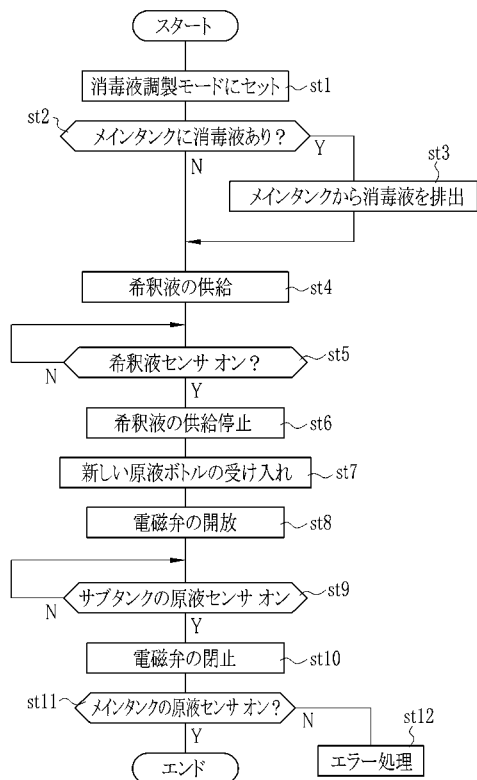 スタート
消毒液調製モードにセット
st1
st2
メインタンクに消毒液あり?
Y
N
st3
メインタンクから消毒液を排出
希釈液の供給
st4
希釈液センサ オン?
st5
N
Y
希釈液の供給停止
st6
新しい原液ボトルの受け入れ
st7
電磁弁の開放
st8
サブタンクの原液センサ オン
st9
N
Y
電磁弁の閉止
st10
st11
メインタンクの原液センサ オン?
N
Y
st12
エラー処理
エンド